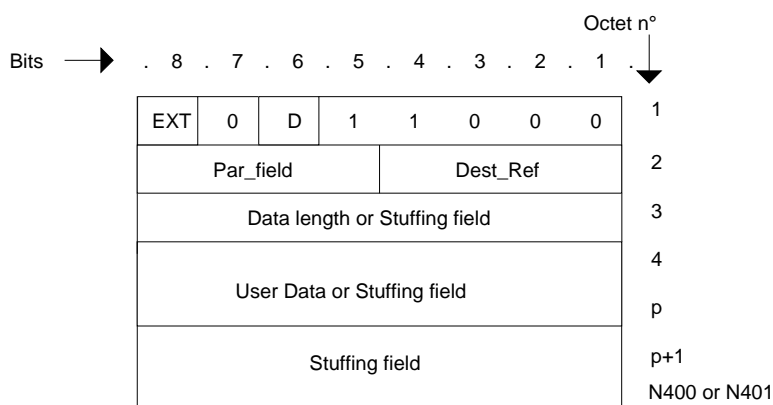 Octet n°
Bits . 8 . 7 . 6 . 5 . 4 . 3 . 2 . 1 .
EXT 0 D 1 1 0 0 0 1
Par_field Dest_Ref 2
Data length or Stuffing field 3
4
User Data or Stuffing field
p
Stuffing field p+1
N400 or N401